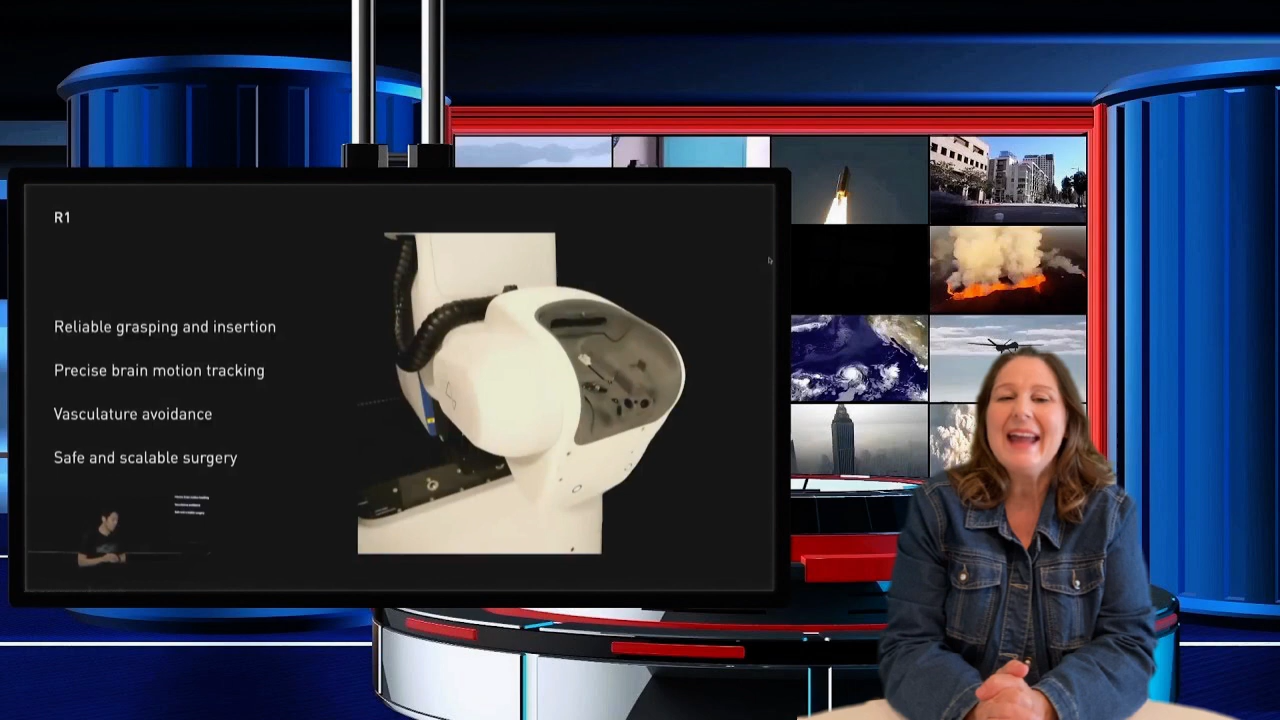 R1
Reliable grasping and insertion
Precise brain motion tracking
Vasculature avoidance
Safe and scalable surgery